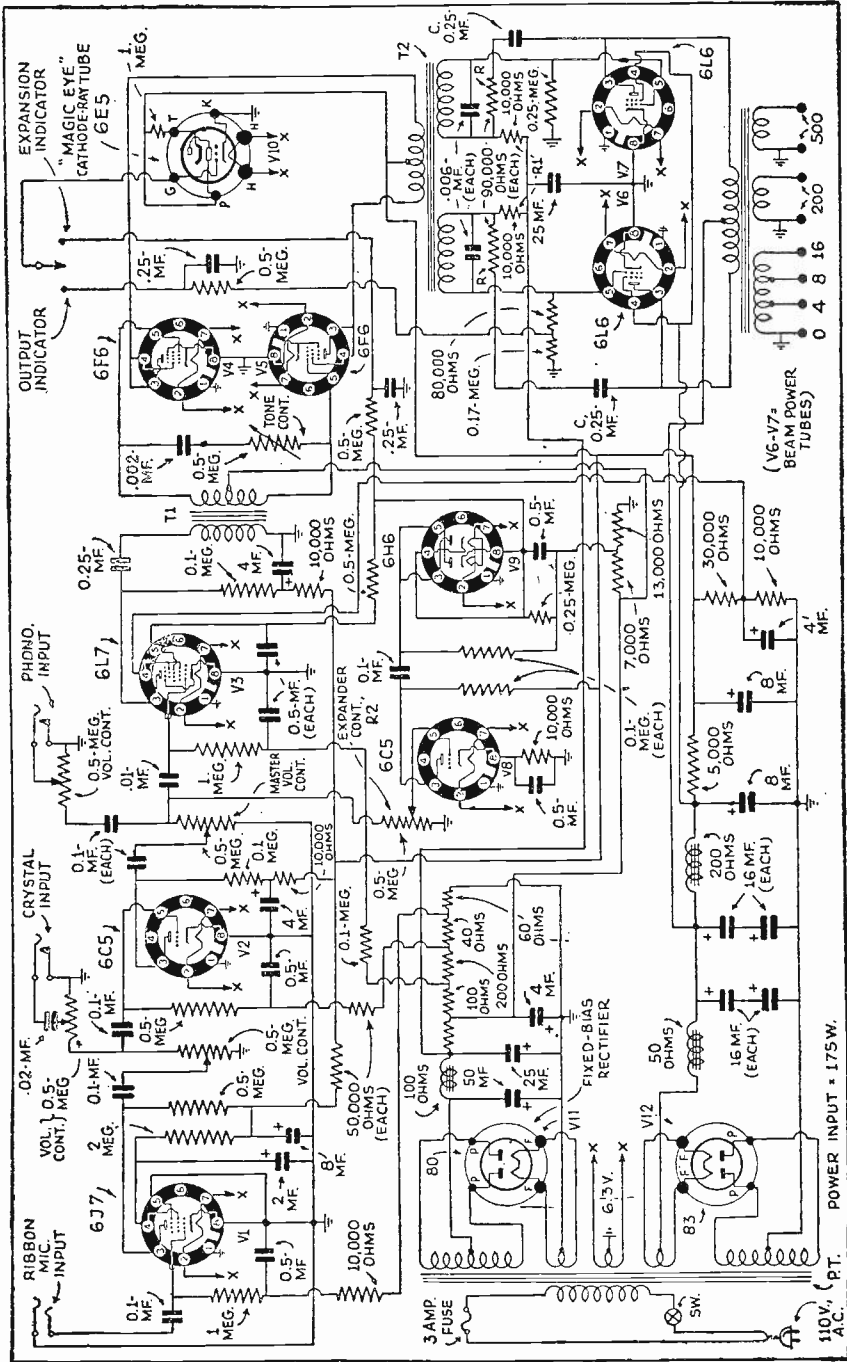 RIBBON
MIC.
INPUT
CRYSTAL
INPUT
PHONO.
INPUT
OUTPUT
INDICATOR
EXPANSION
INDICATOR
"MAGIC EYE"
CATHODE-RAY TUBE
6E5
1.
MEG.
6J7
0.1-
MF.
1
MEG.
V1
0.5-
MF.
10,000
OHMS
2
MF.
8
MF.
2
MEG.
0.5-
MEG.
0.1-MF.
VOL.
CONT.
0.5-
MEG
.02-MF.
0.1-
MF.
0.5-
MEG.
0.5-MEG.
VOL. CONT.
50,000
OHMS
(EACH)
6C5
V2
0.5-
MF.
4
MF.
10,000
OHMS
0.1
MEG.
0.5-
MEG.
0.1-
MF.
(EACH)
0.5-MEG.
VOL. CONT.
MASTER
VOL. CONT.
.01-
MF.
1.
MEG.
6L7
V3
0.5-MF.
(EACH)
EXPANDER
CONT.,
R2
0.25-
MF.
0.1-
MEG.
4
MF.
10,000
OHMS
T1
.002-
MF.
0.5-
MEG.
TONE
CONT.
6F6
V4
V5
6F6
.25-
MF.
0.5-
MEG.
G
T
K
P
H
H
V10
X
X
0.5-MEG.
0.5-
MEG.
.25-
MF.
6H6
V9
0.5-
MF.
0.25-MEG.
6C5
V8
0.1-
MF.
10,000
OHMS
0.5-
MF.
0.5-
MEG
0.1-MEG.
0.1-
MEG.
(EACH)
7,000
OHMS
13,000
OHMS
T2
C.
0.25-
MF.
.006-
MF.
(EACH)
R
10,000
OHMS
90,000
OHMS
(EACH)
R1
0.25-MEG.
R
10,000
OHMS
25 MF.
80,000
OHMS
0.17-MEG.
C,
0.25-
MF.
V7
V6
6L6
6L6
(V6-V7=
BEAM POWER
TUBES)
0
4
8
16
200
500
100
OHMS
50
MF
25
MF.
100
OHMS
200 OHMS
40
OHMS
60
OHMS
4
MF.
FIXED-BIAS
RECTIFIER
80
P
P
F
F
V11
X
6.3 V.
X
V12
F
F
P
P
83
50
OHMS
16 MF.
(EACH)
200
OHMS
16 MF.
(EACH)
5,000
OHMS
8
MF.
8
MF.
4
MF.
30,000
OHMS
10,000
OHMS
3 AMP.
FUSE
SW.
110 V.,
A.C.
P.T.
POWER INPUT = 175 W.